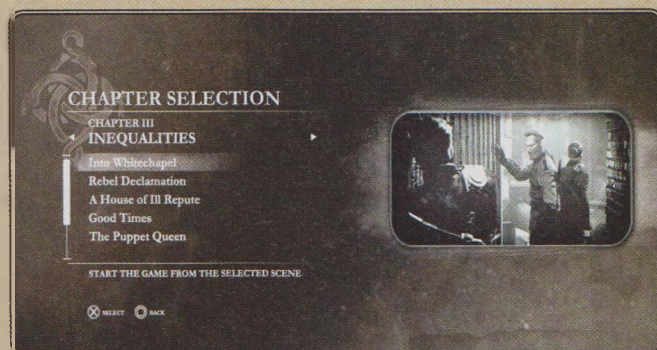 CHAPTER SELECTION
CHAPTER III
INEQUALITIES
Into Whitechapel
Rebel Declamation
A House of Ill Repute
Good Times
The Puppet Queen
START THE GAME FROM THE SELECTED SCENE
SELECT BACK